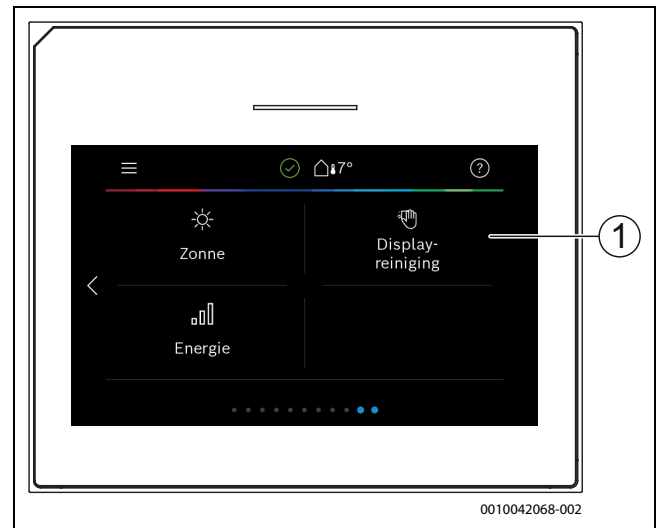 7°
?
Zonne
Display-
reiniging
1
Energie
0010042068-002